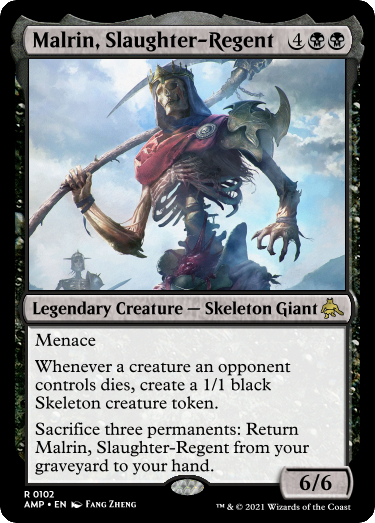 Malrin, Slaughter-Regent 4
Legendary Creature — Skeleton Giant
Menace
Whenever a creature an opponent
controls dies, create a 1/1 black
Skeleton creature token.
Sacrifice three permanents: Return
Malrin, Slaughter-Regent from your
graveyard to your hand.
6/6
R 0102
AMP • EN Fang Zheng
™ & © 2021 Wizards of the Coast